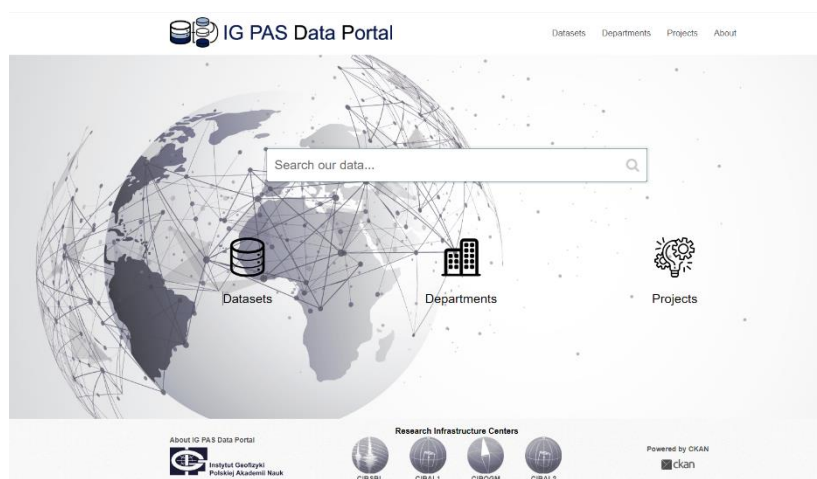 IG PAS Data Portal
Datasets Departments Projects About
Search our data...
Datasets Departments Projects
About IG PAS Data Portal
Instytut Geofizyki
Polskiej Akademii Nauk
Research Infrastructure Centers
Powered by CKAN
ckan